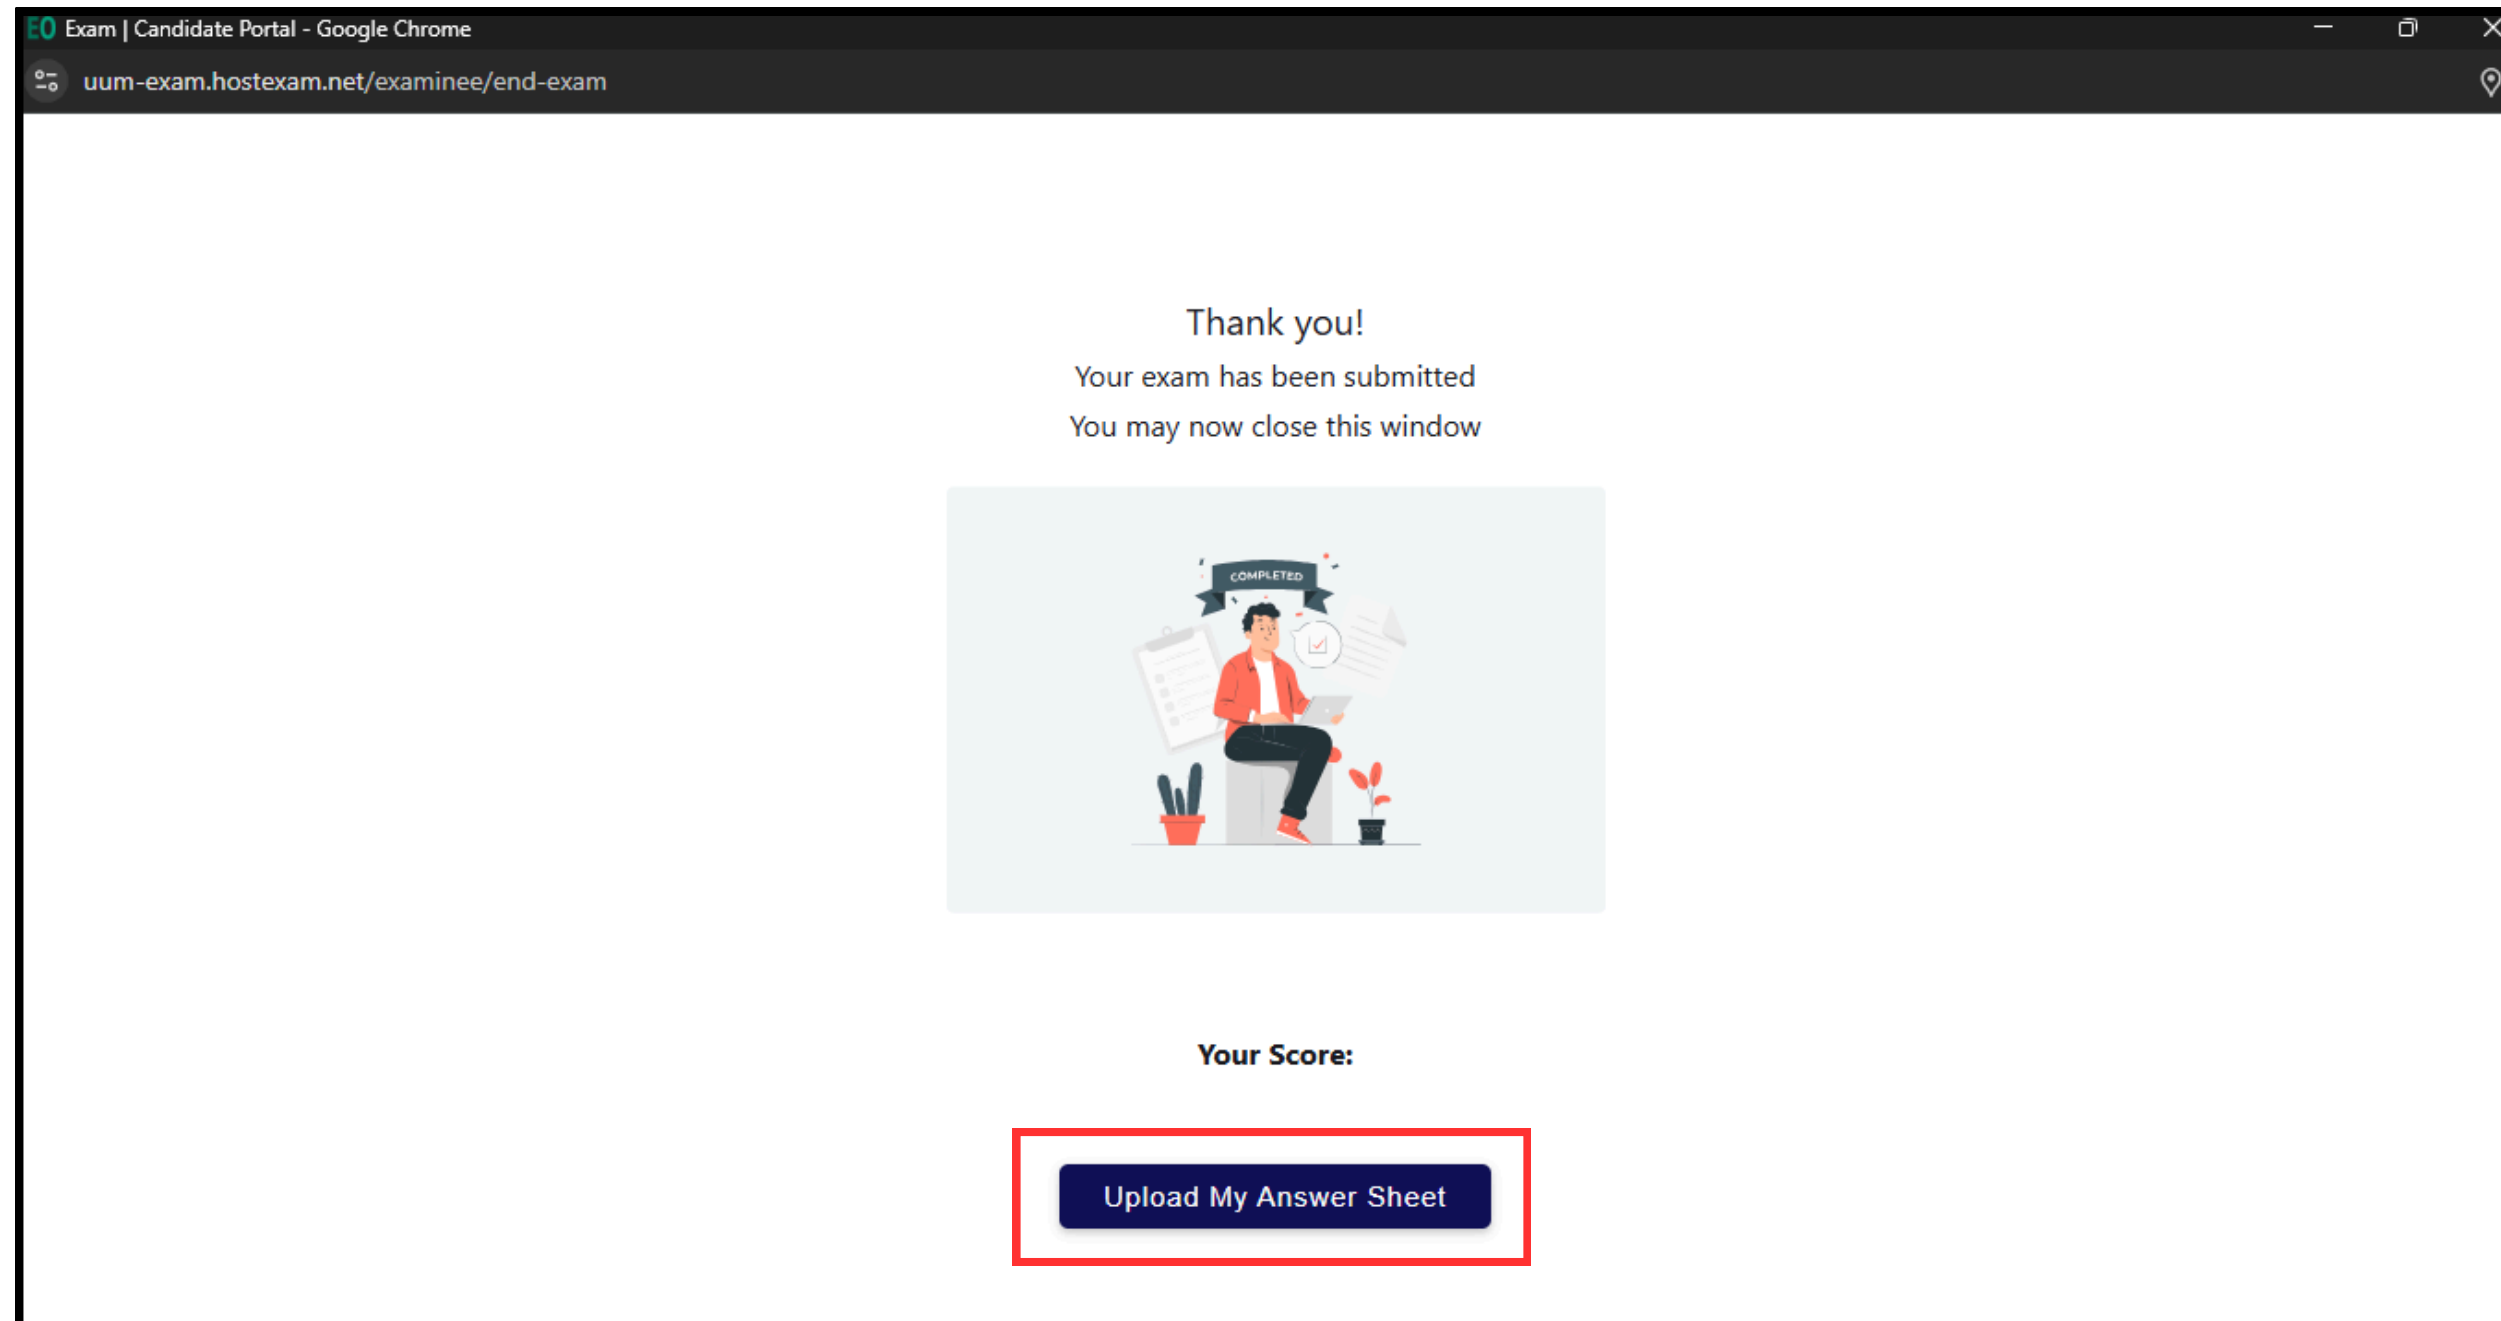 EO Exam | Candidate Portal - Google Chrome
uum-exam.hostexam.net/examinee/end-exam
Thank you!
Your exam has been submitted
You may now close this window
COMPLETED
Your Score:
Upload My Answer Sheet